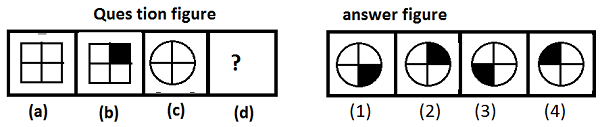 Ques tion figure
answer figure
?
(a) (b) (c) (d)
(1) (2) (3) (4)